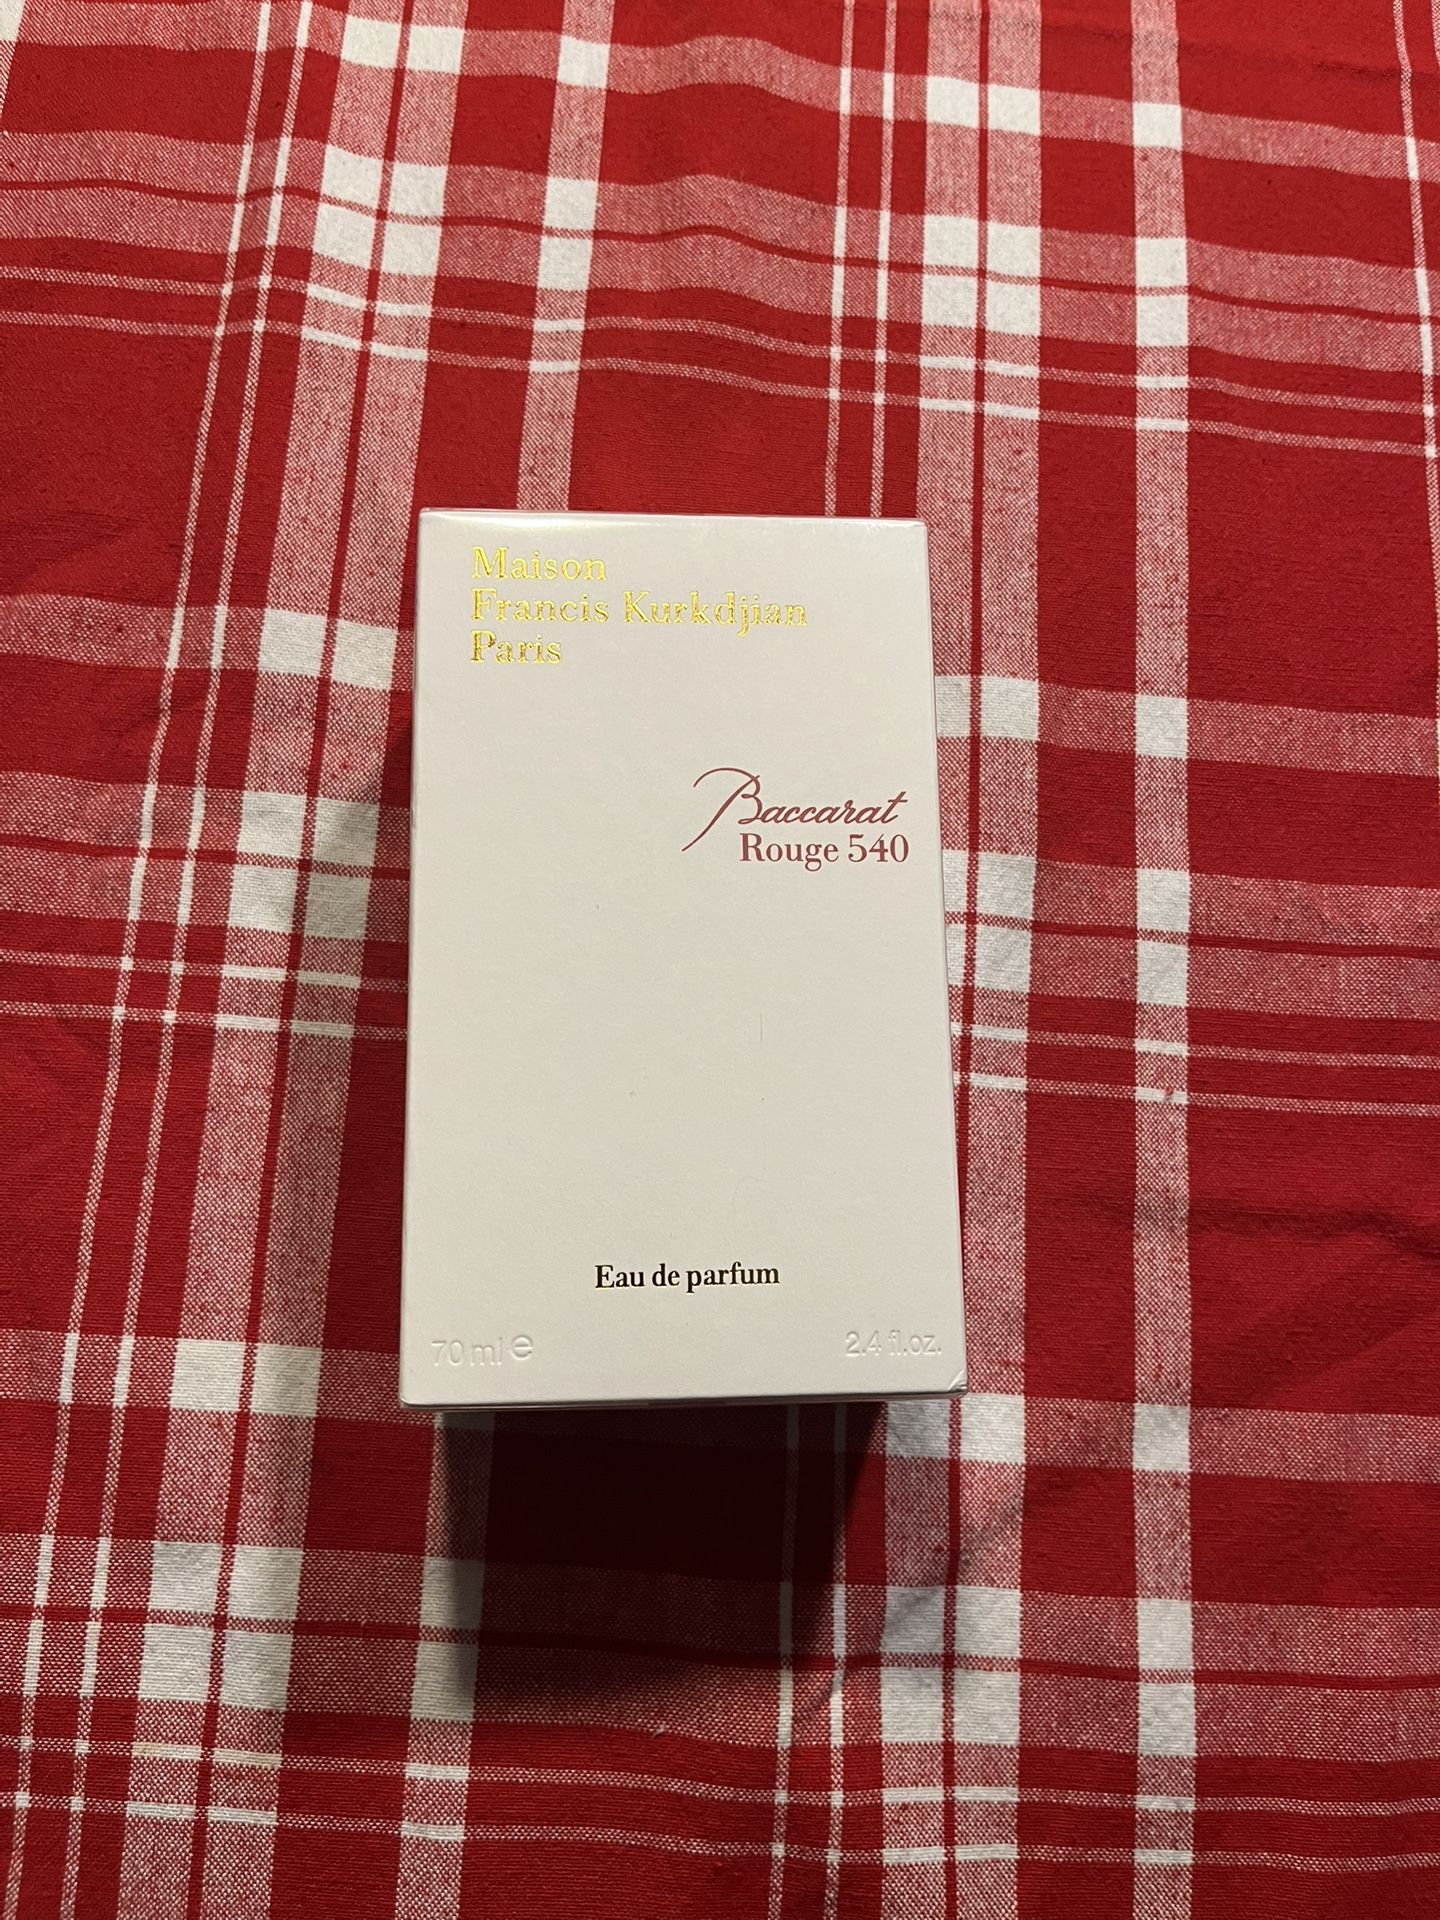 Maison
Francis Kurkdjian
Paris
Baccarat
Rouge 540
Eau de parfum
70 ml ℮
2.4 fl.oz.